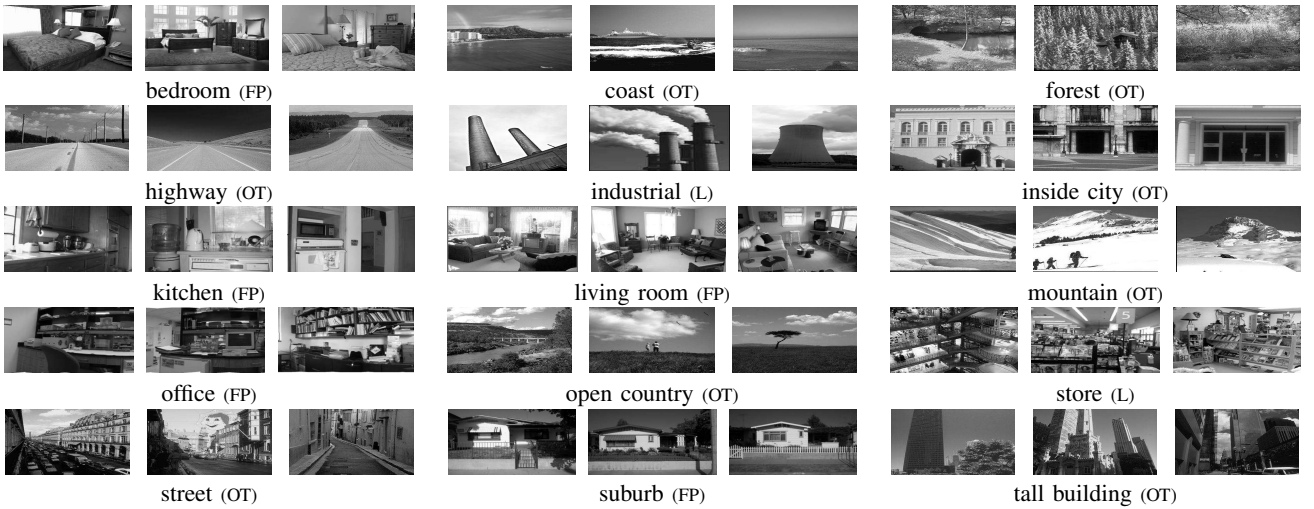 bedroom (FP)
coast (OT)
forest (OT)
highway (OT)
industrial (L)
inside city (OT)
kitchen (FP)
living room (FP)
mountain (OT)
5
office (FP)
open country (OT)
store (L)
street (OT)
suburb (FP)
tall building (OT)